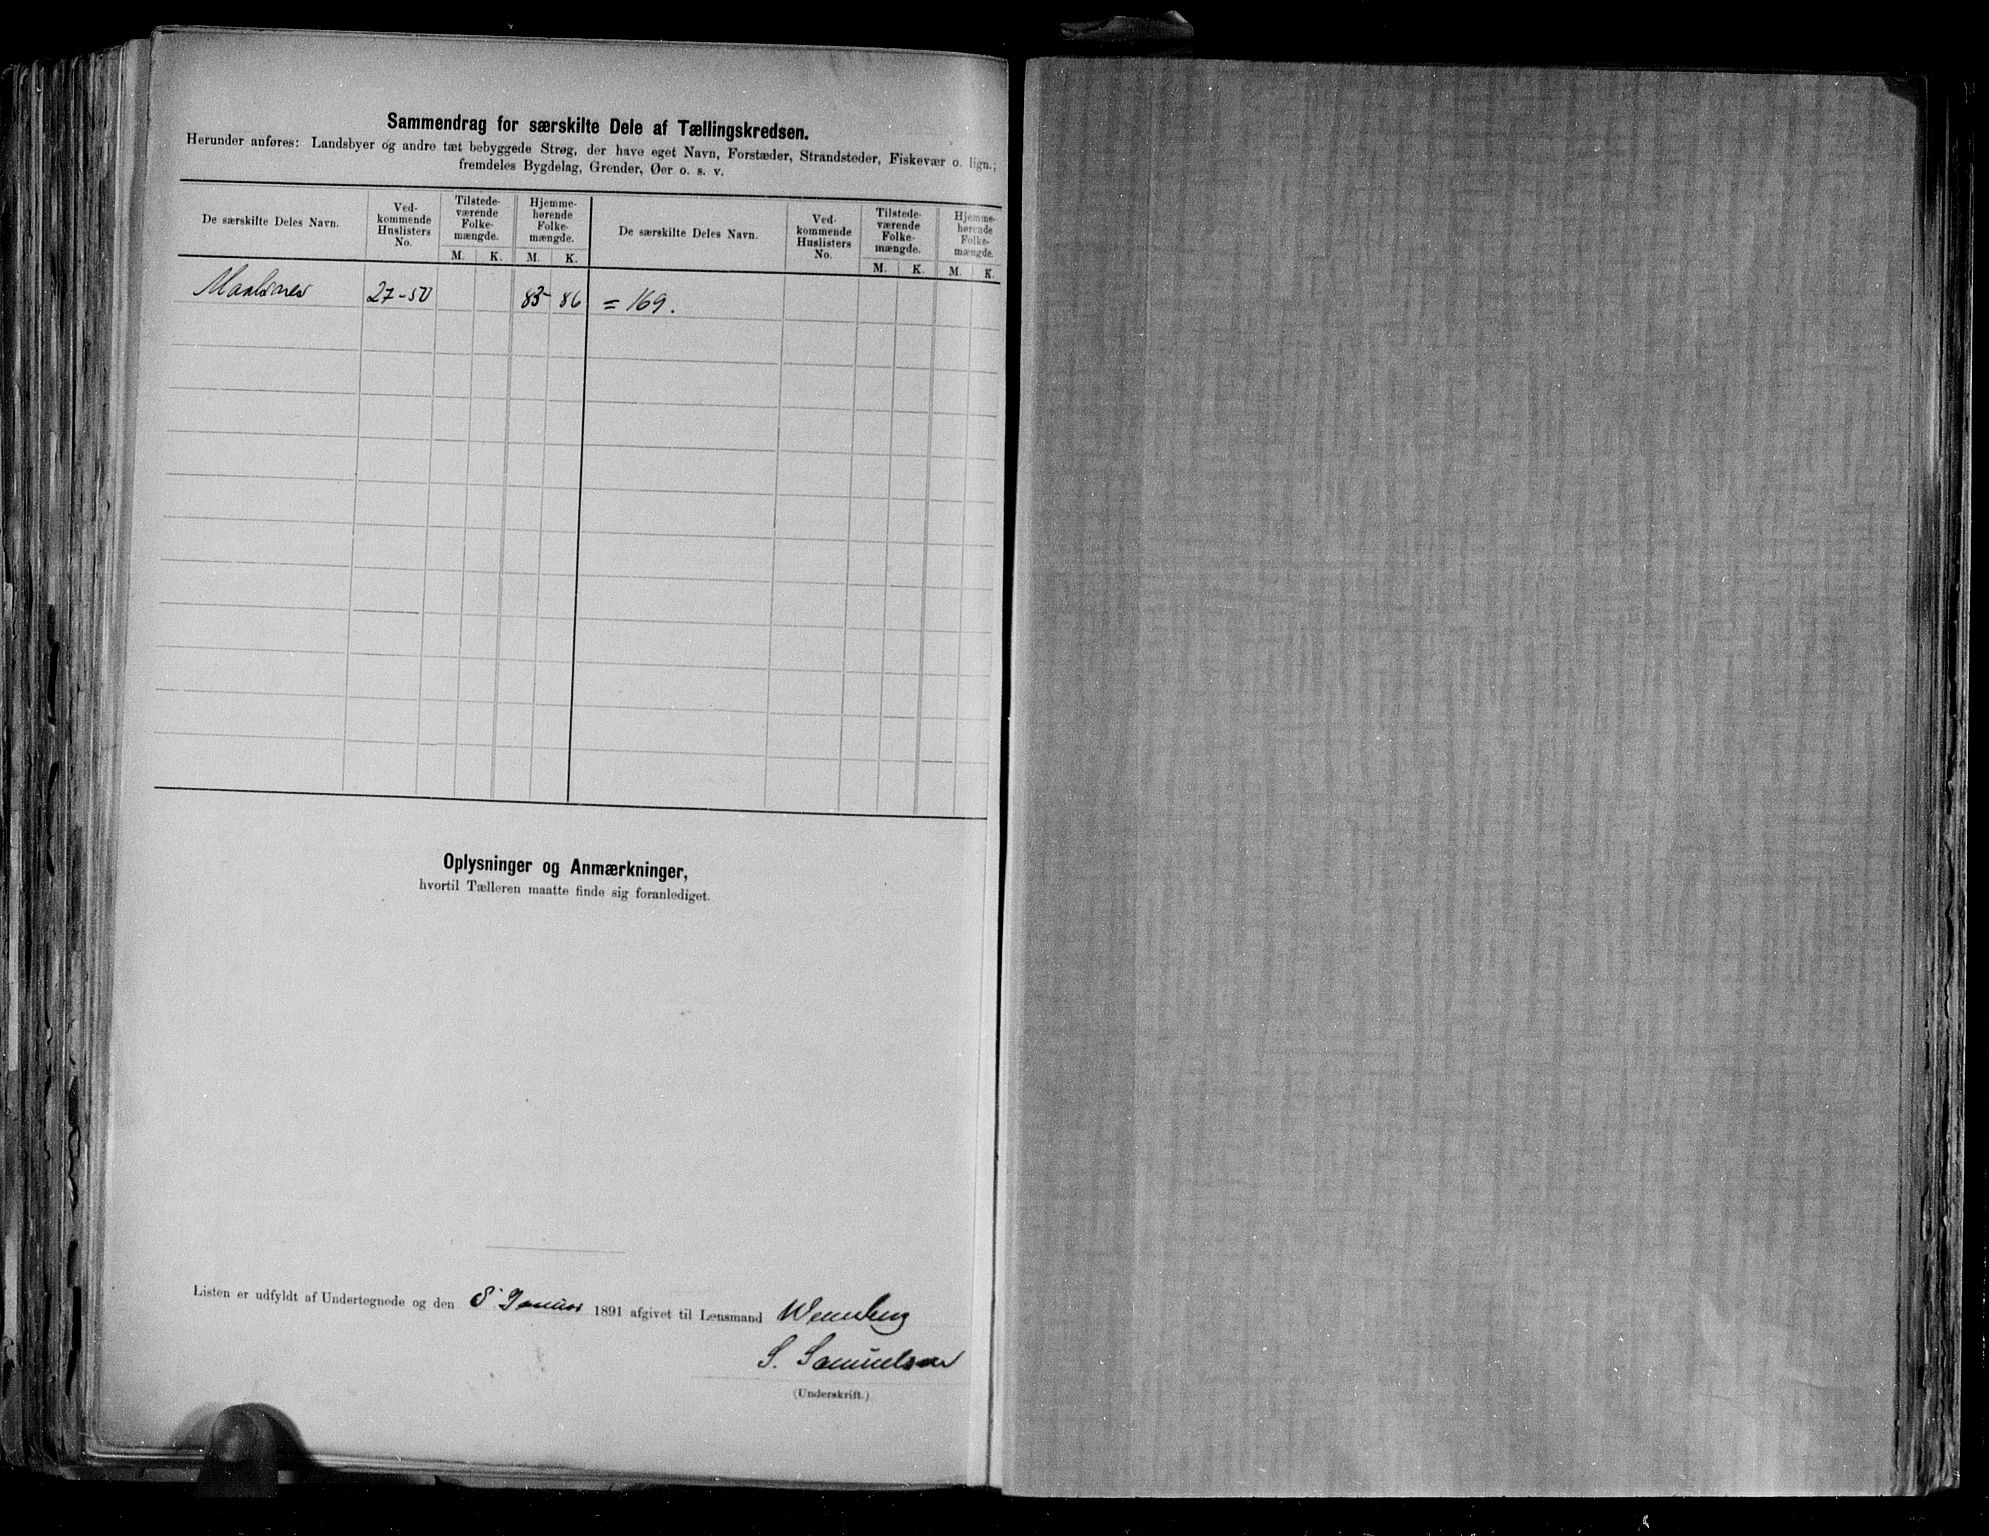 Sammendrag for særskilte Dele af Tællingskredsen.
Herunder anføres: Landsbyer og andre tæt bebyggede Strøg, der have eget Navn, Forstæder, Strandsteder, Fiskevær o. lign.;
fremdeles Bygdelag, Grender, Øer o. s. v.
De særskilte Deles Navn.
Ved-
kommende
Huslisters
No.
Tilstede-
værende
Folke-
mængde.
M. K.
Hjemme-
hørende
Folke-
mængde.
M. K.
De særskilte Deles Navn.
Ved-
kommende
Huslisters
No.
Tilstede-
værende
Folke-
mængde.
M. K.
Hjemme-
hørende
Folke-
mængde.
M. K.
27-50 83 86 = 169.
Oplysninger og Anmærkninger,
hvortil Tælleren maatte finde sig foranlediget.
Listen er udfyldt af Undertegnede og den 8 Januar 1891 afgivet til Lensmand
S. Samuelsen
(Underskrift.)